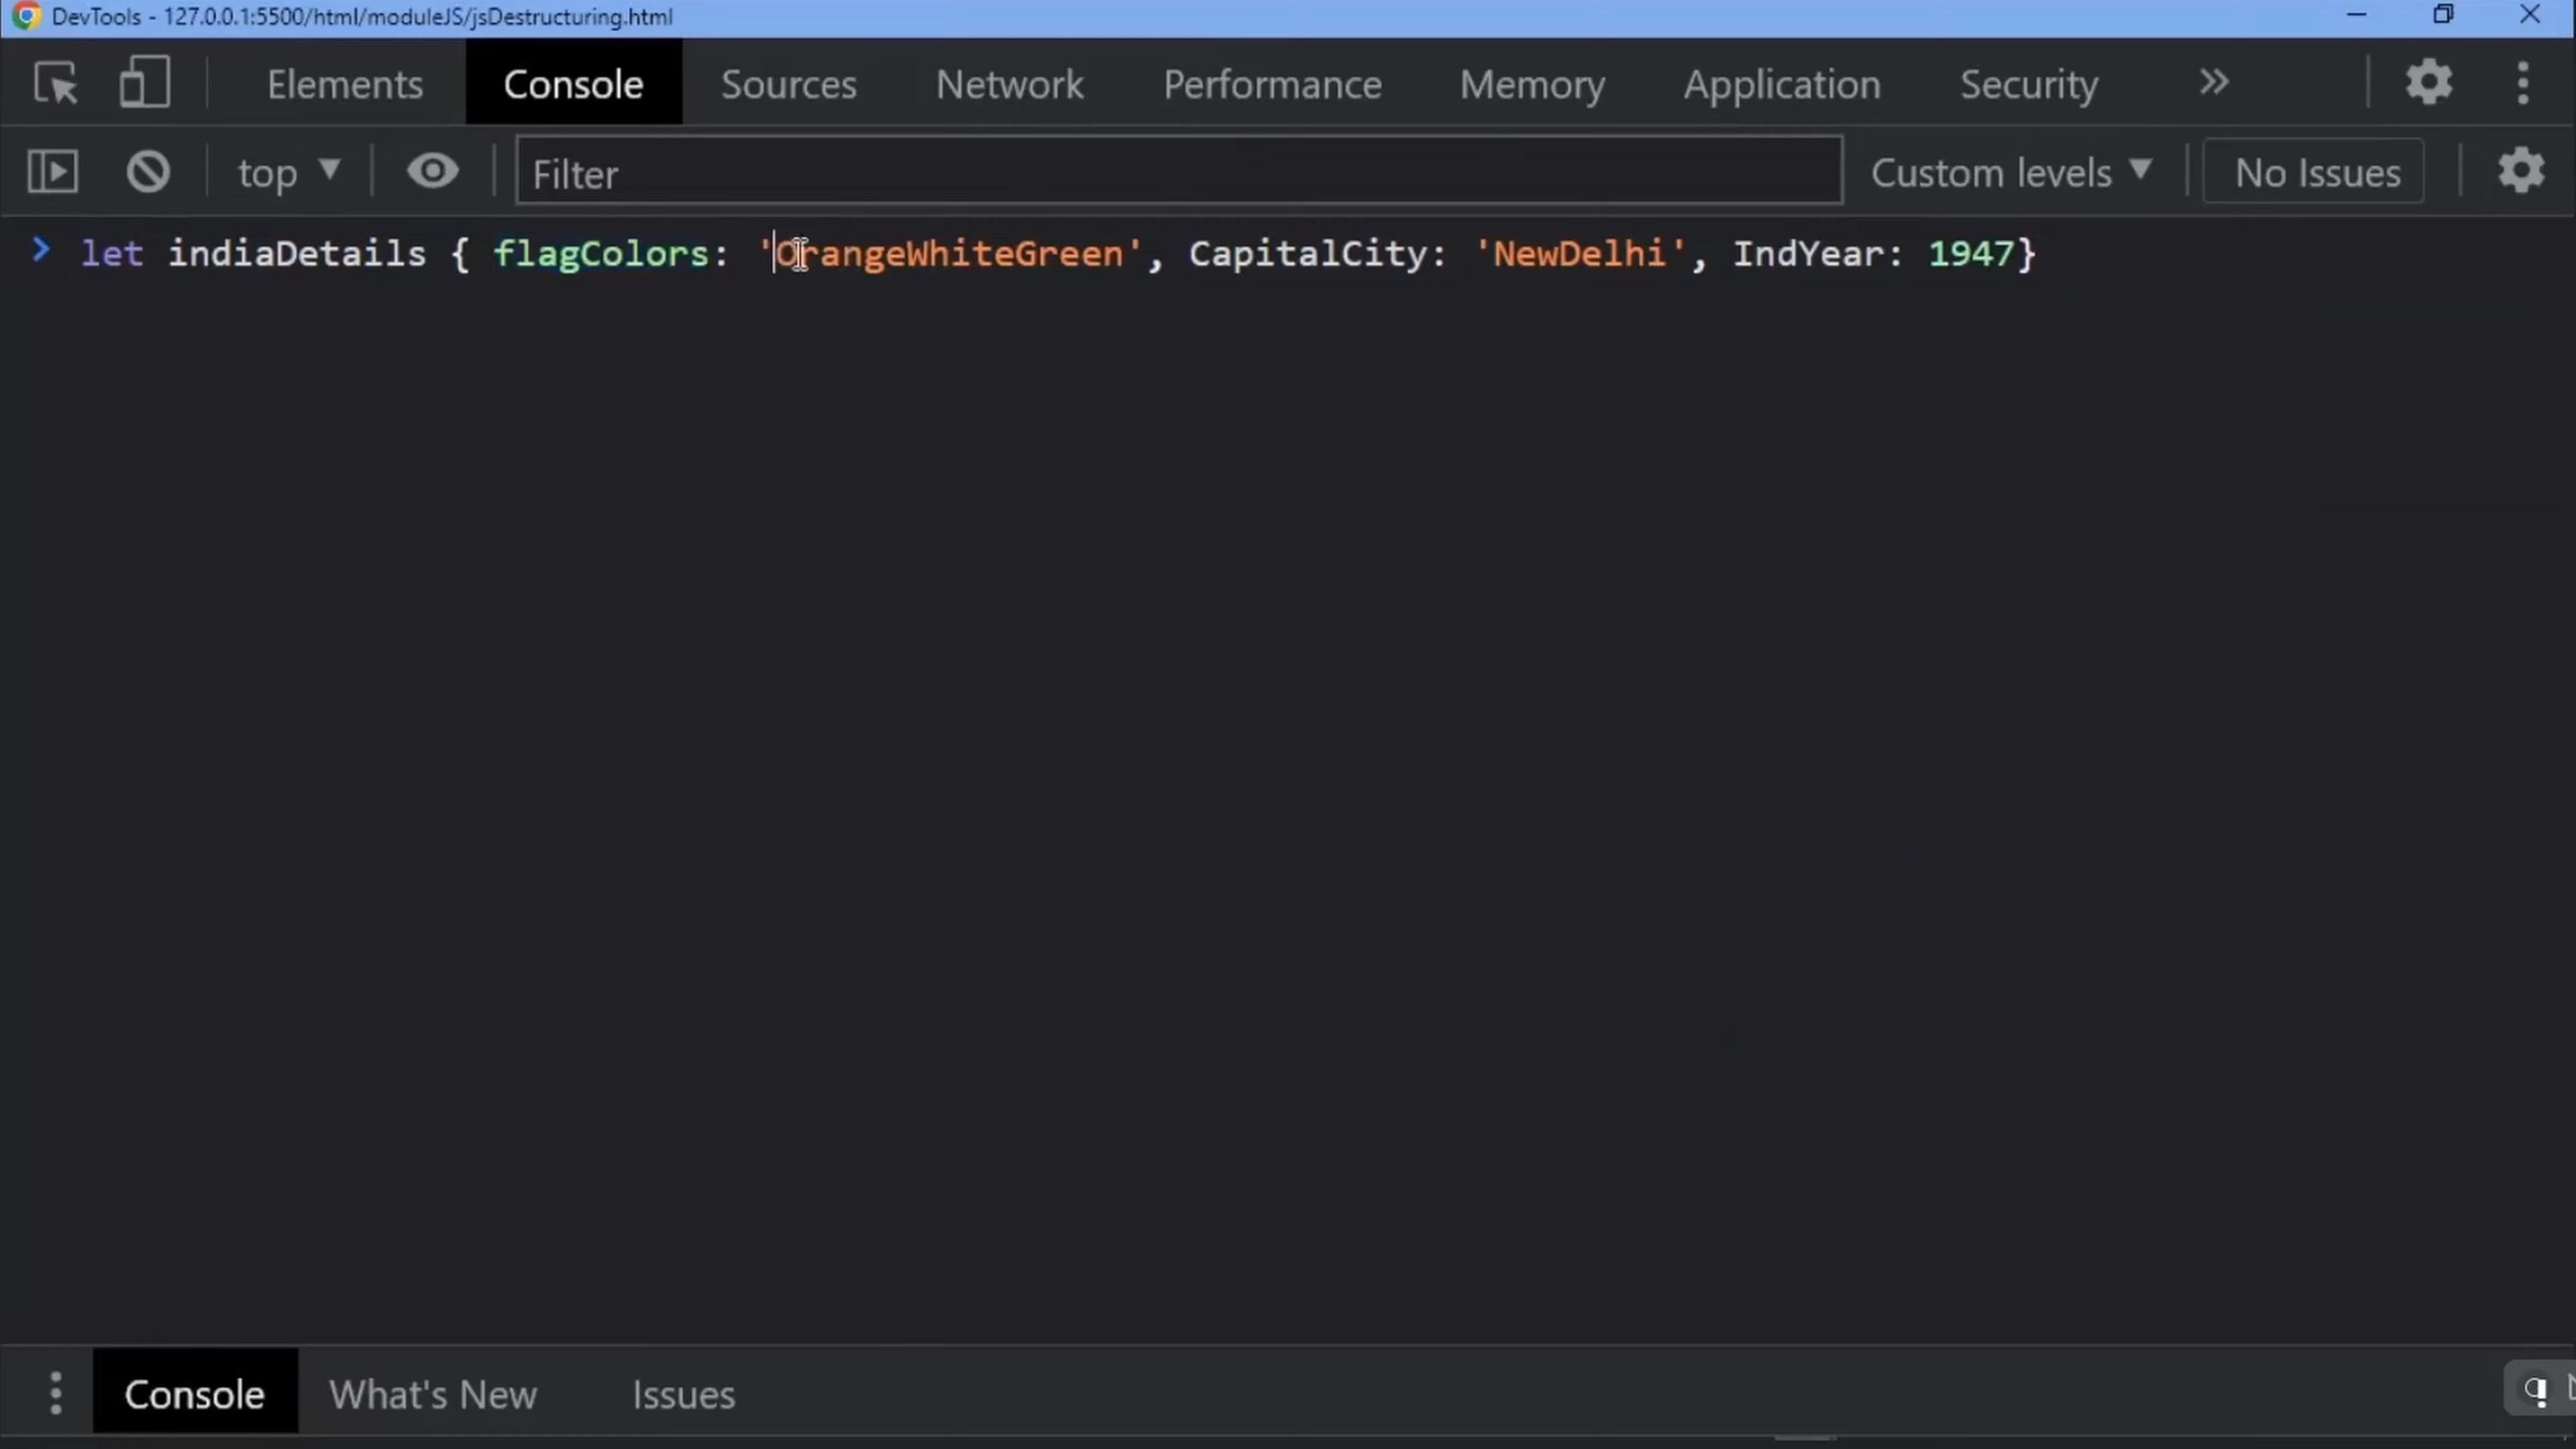 DevTools - 127.0.0.1:5500/html/moduleJS/jsDestructuring.html
Elements Console Sources Network Performance Memory Application Security »
top ▼ Filter Custom levels ▼ No Issues
> let indiaDetails { flagColors: 'OrangeWhiteGreen', CapitalCity: 'NewDelhi', IndYear: 1947}
Console What's New Issues